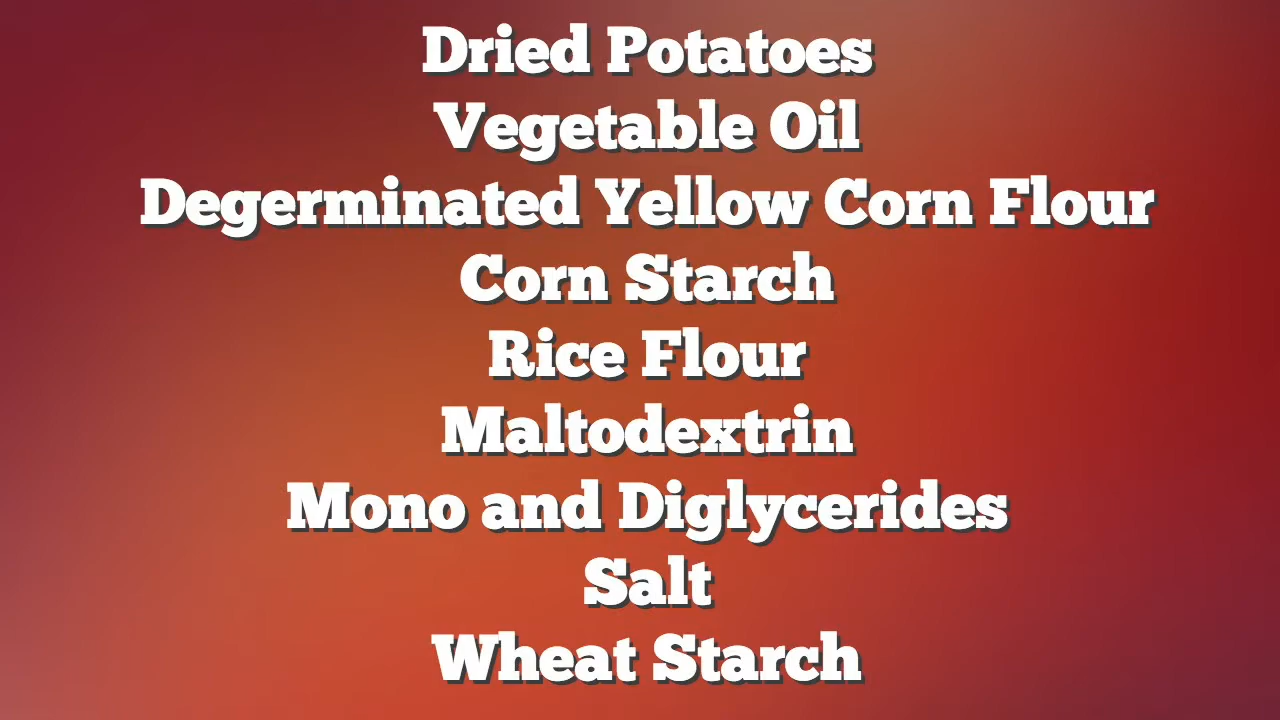 Dried Potatoes
Vegetable Oil
Degerminated Yellow Corn Flour
Corn Starch
Rice Flour
Maltodextrin
Mono and Diglycerides
Salt
Wheat Starch